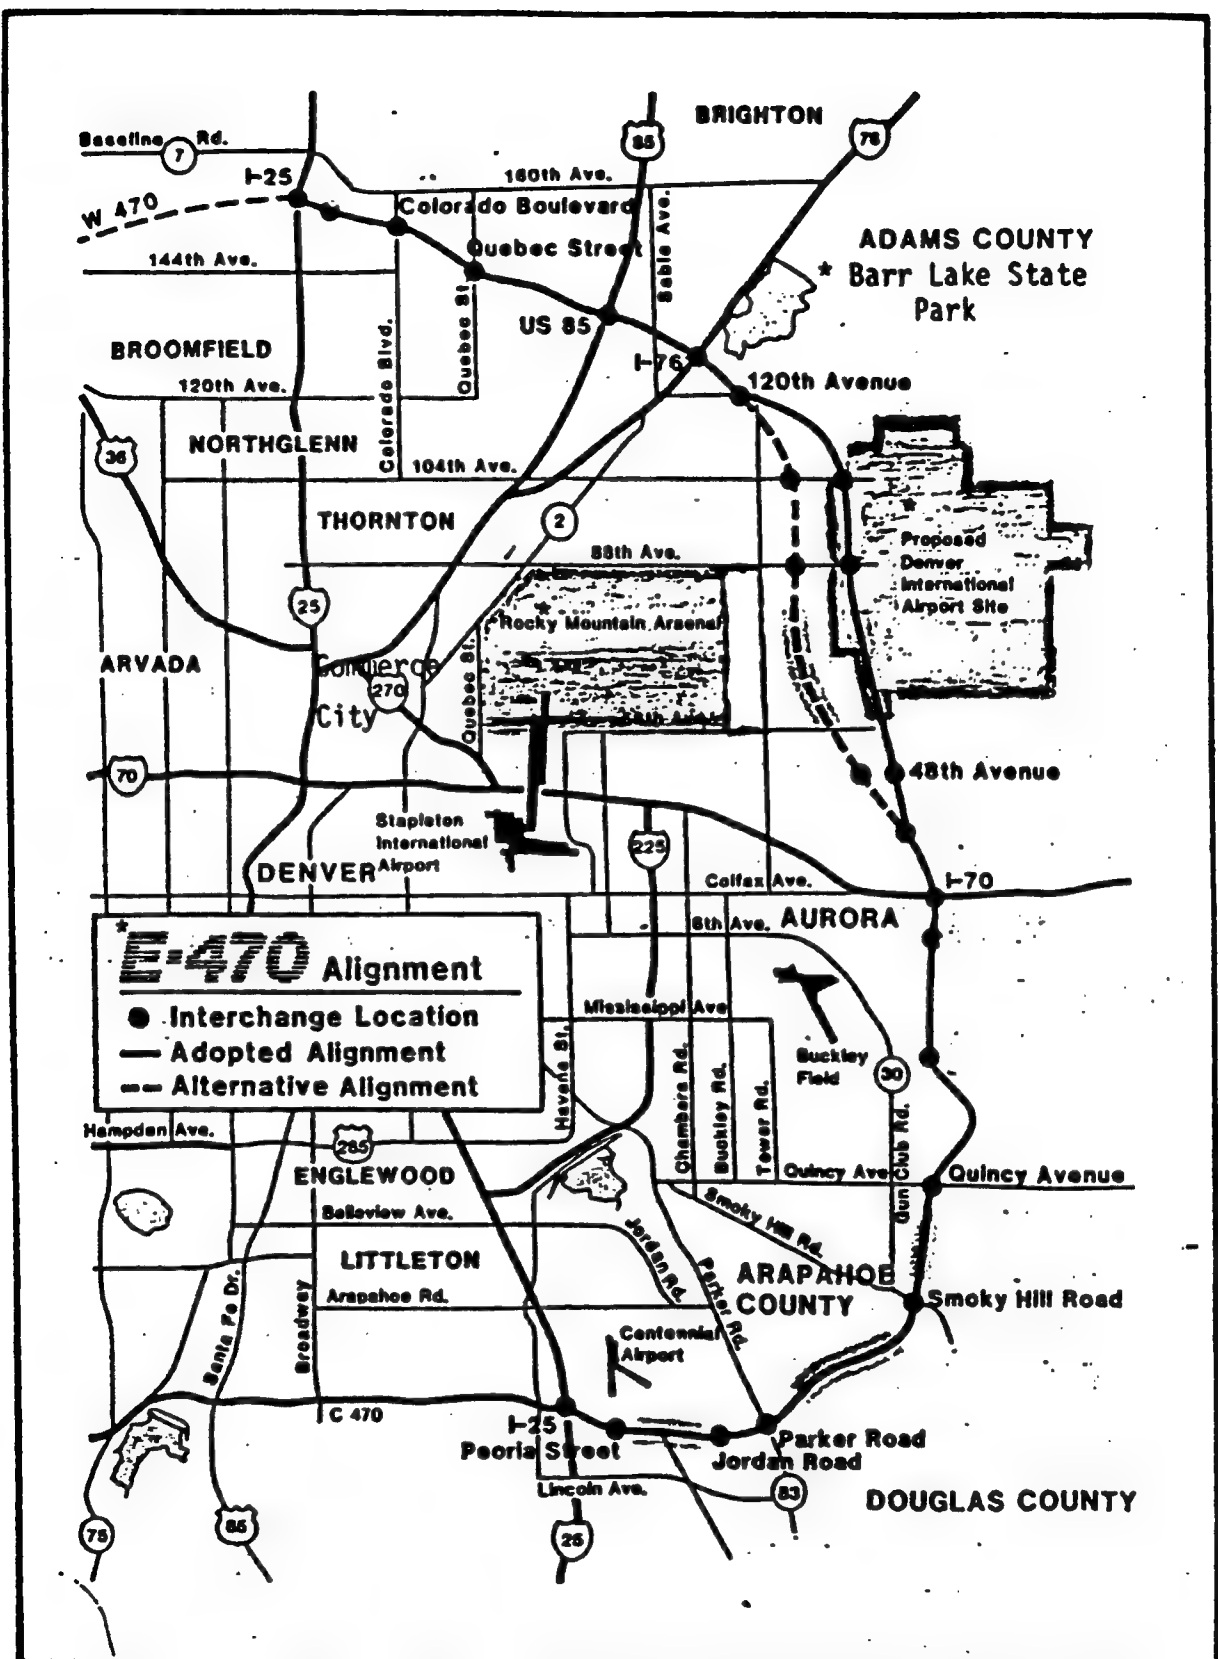 BRIGHTON
85
76
Baseline Rd.
7
I-25
160th Ave.
W 470
Colorado Boulevard
Sable Ave.
ADAMS COUNTY
144th Ave.
Quebec Street
* Barr Lake State
Park
Quebec St.
US 85
Colorado Blvd.
BROOMFIELD
I-76
120th Ave.
120th Avenue
36
NORTHGLENN
104th Ave.
THORNTON
2
*
Proposed
Denver
International
Airport Site
88th Ave.
25
*
Rocky Mountain Arsenal
ARVADA
Commerce
City
270
Quebec St.
70
48th Avenue
Stapleton
International
Airport
225
DENVER
Colfax Ave.
I-70
6th Ave.
AURORA
*
E-470 Alignment
Interchange Location
Adopted Alignment
Alternative Alignment
Mississippi Ave
Havana St.
Chambers Rd.
Buckley Rd.
Tower Rd.
Buckley
Field
30
Gun Club Rd.
Hampden Ave.
285
ENGLEWOOD
Quincy Ave
Quincy Avenue
Belleview Ave.
Smoky Hill Rd.
Jordan Rd.
Parker Rd.
LITTLETON
ARAPAHOE
COUNTY
Arapahoe Rd.
Smoky Hill Road
Santa Fe Dr.
Broadway
Centennial
Airport
C 470
I-25
Peoria Street
Parker Road
Jordan Road
Lincoln Ave.
83
DOUGLAS COUNTY
75
85
25